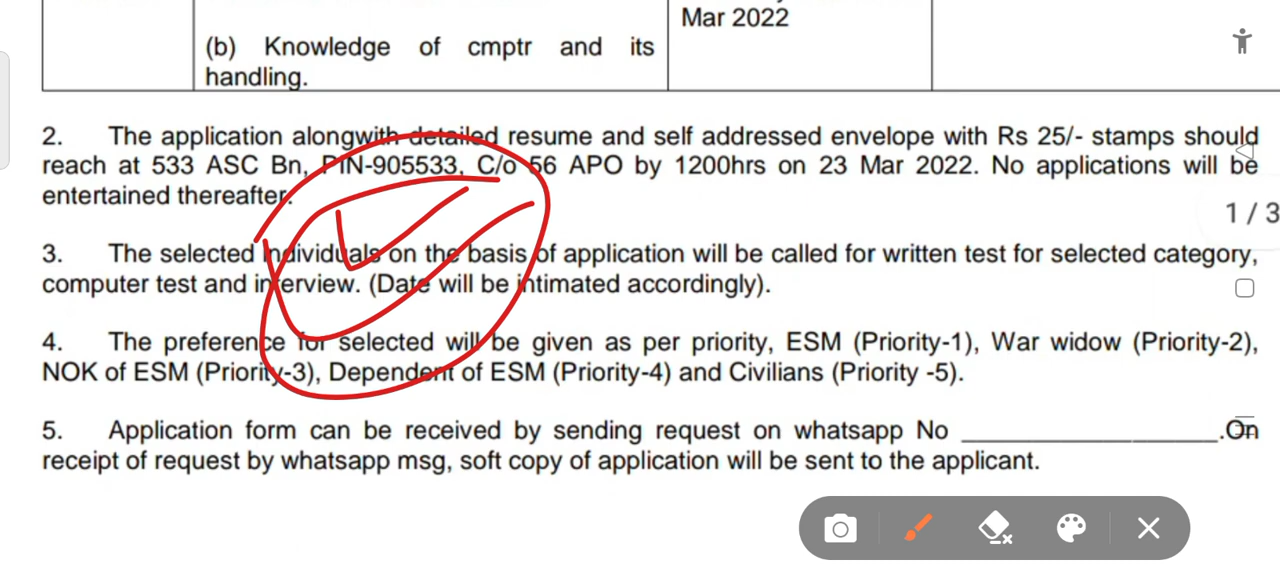 Mar 2022
(b) Knowledge of cmptr and its
handling.
2. The application alongwith detailed resume and self addressed envelope with Rs 25/- stamps should
reach at 533 ASC Bn, PIN-905533, C/o 56 APO by 1200hrs on 23 Mar 2022. No applications will be
entertained thereafter.
1 / 3
3. The selected individuals on the basis of application will be called for written test for selected category,
computer test and interview. (Date will be intimated accordingly).
4. The preference for selected will be given as per priority, ESM (Priority-1), War widow (Priority-2),
NOK of ESM (Priority-3), Dependent of ESM (Priority-4) and Civilians (Priority -5).
5. Application form can be received by sending request on whatsapp No ___________________.On
receipt of request by whatsapp msg, soft copy of application will be sent to the applicant.